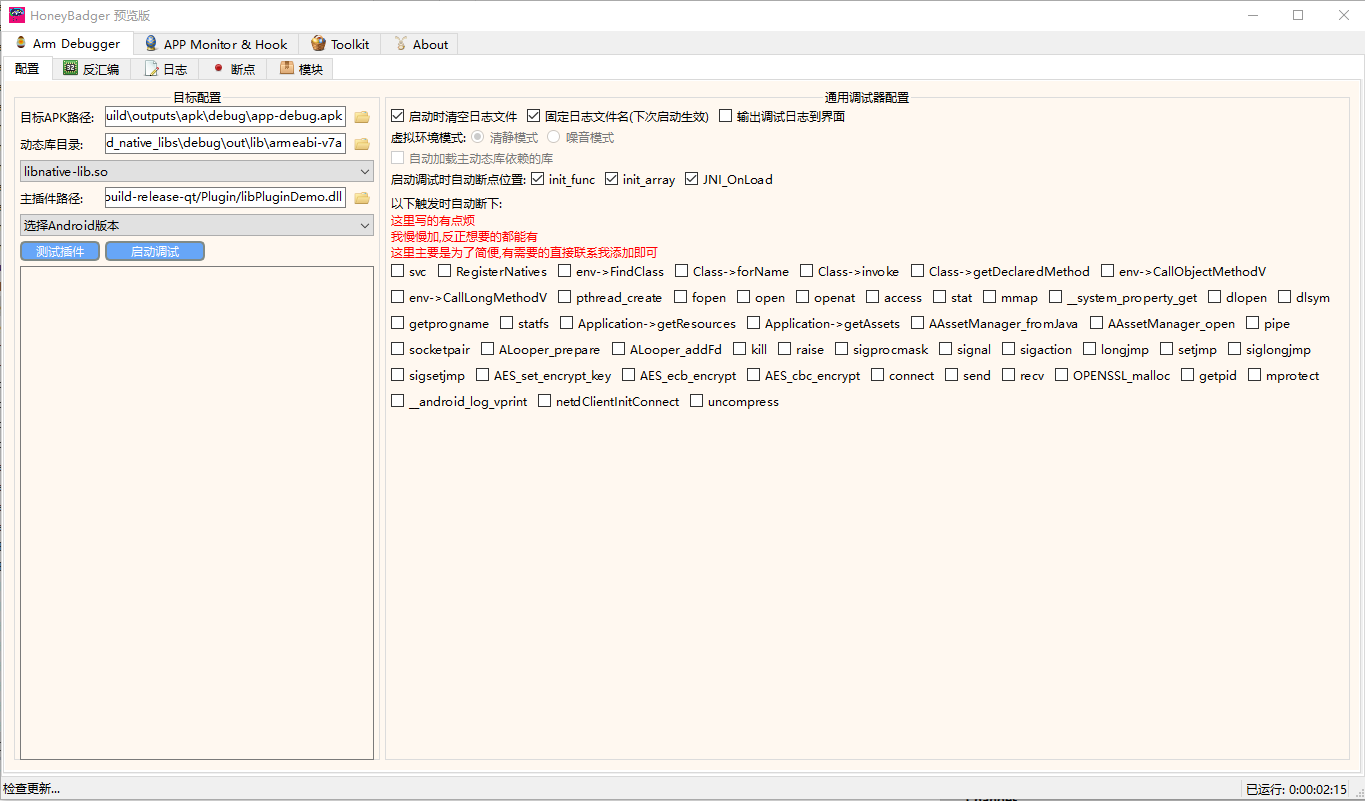 HoneyBadger 预览版
Arm Debugger APP Monitor & Hook Toolkit About
配置 反汇编 日志 断点 模块
目标配置
目标APK路径: uild\outputs\apk\debug\app-debug.apk
动态库目录: d_native_libs\debug\out\lib\armeabi-v7a
libnative-lib.so
主插件路径: build-release-qt/Plugin/libPluginDemo.dll
选择Android版本
测试插件 启动调试
通用调试器配置
启动时清空日志文件 固定日志文件名(下次启动生效) 输出调试日志到界面
虚拟环境模式: 清静模式 噪音模式
自动加载主动态库依赖的库
启动调试时自动断点位置: init_func init_array JNI_OnLoad
以下触发时自动断下:
这里写的有点烦
我慢慢加,反正想要的都能有
这里主要是为了简便,有需要的直接联系我添加即可
svc RegisterNatives env->FindClass Class->forName Class->invoke Class->getDeclaredMethod env->CallObjectMethodV
env->CallLongMethodV pthread_create fopen open openat access stat mmap __system_property_get dlopen dlsym
getprogname statfs Application->getResources Application->getAssets AAssetManager_fromJava AAssetManager_open pipe
socketpair ALooper_prepare ALooper_addFd kill raise sigprocmask signal sigaction longjmp setjmp siglongjmp
sigsetjmp AES_set_encrypt_key AES_ecb_encrypt AES_cbc_encrypt connect send recv OPENSSL_malloc getpid mprotect
__android_log_vprint netdClientInitConnect uncompress
检查更新...
已运行: 0:00:02:15